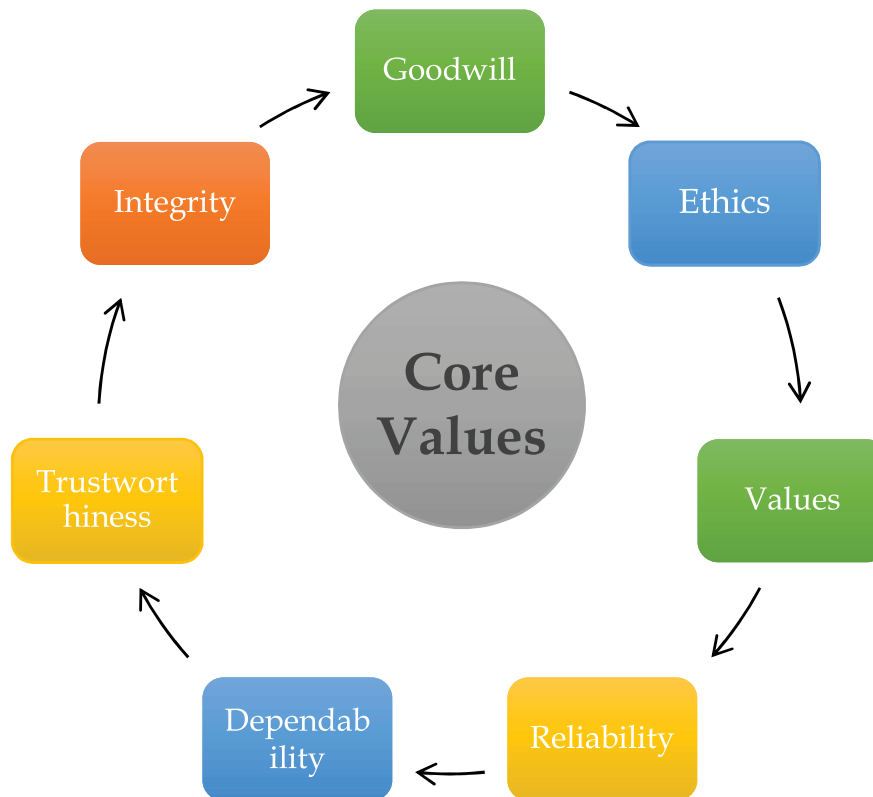 Goodwill
Ethics
Values
Reliability
Dependab
ility
Trustwort
hiness
Integrity
Core
Values